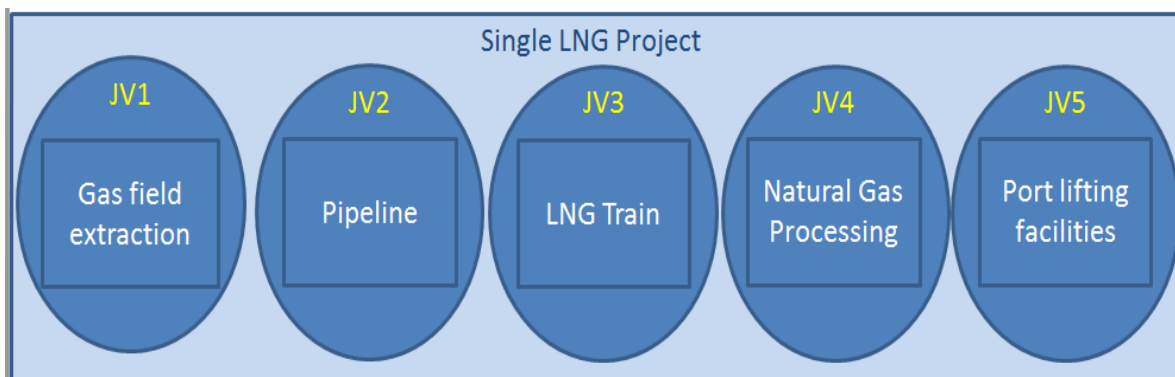 Single LNG Project
JV1
Gas field
extraction
JV2
Pipeline
JV3
LNG Train
JV4
Natural Gas
Processing
JV5
Port lifting
facilities